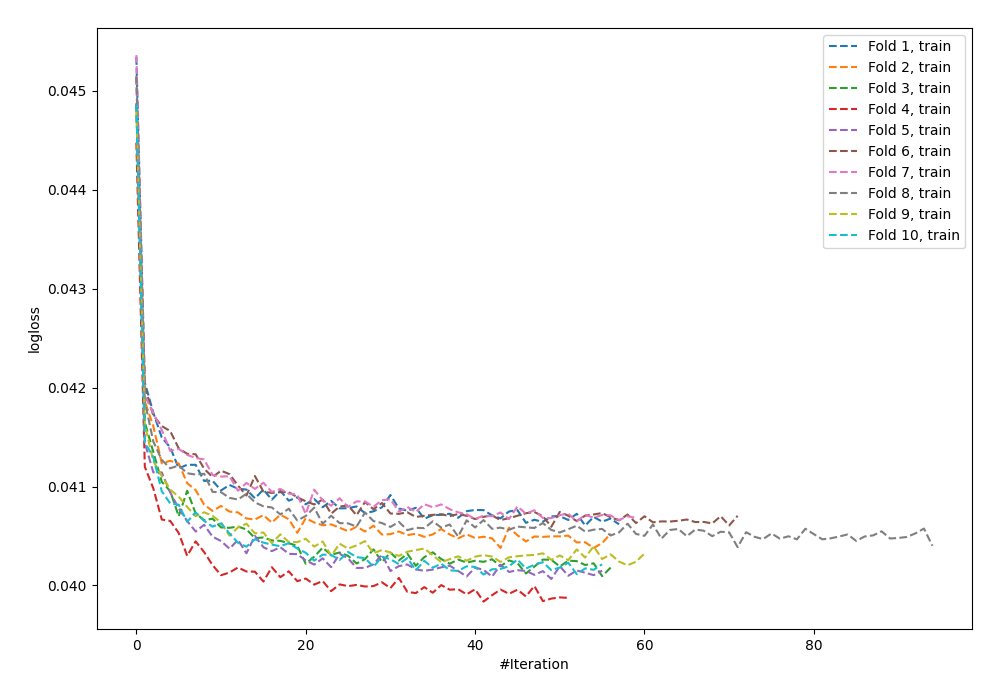 0.045
0.044
0.043
0.042
0.041
0.040
logloss
0
20
40
60
80
#Iteration
Fold 1, train
Fold 2, train
Fold 3, train
Fold 4, train
Fold 5, train
Fold 6, train
Fold 7, train
Fold 8, train
Fold 9, train
Fold 10, train